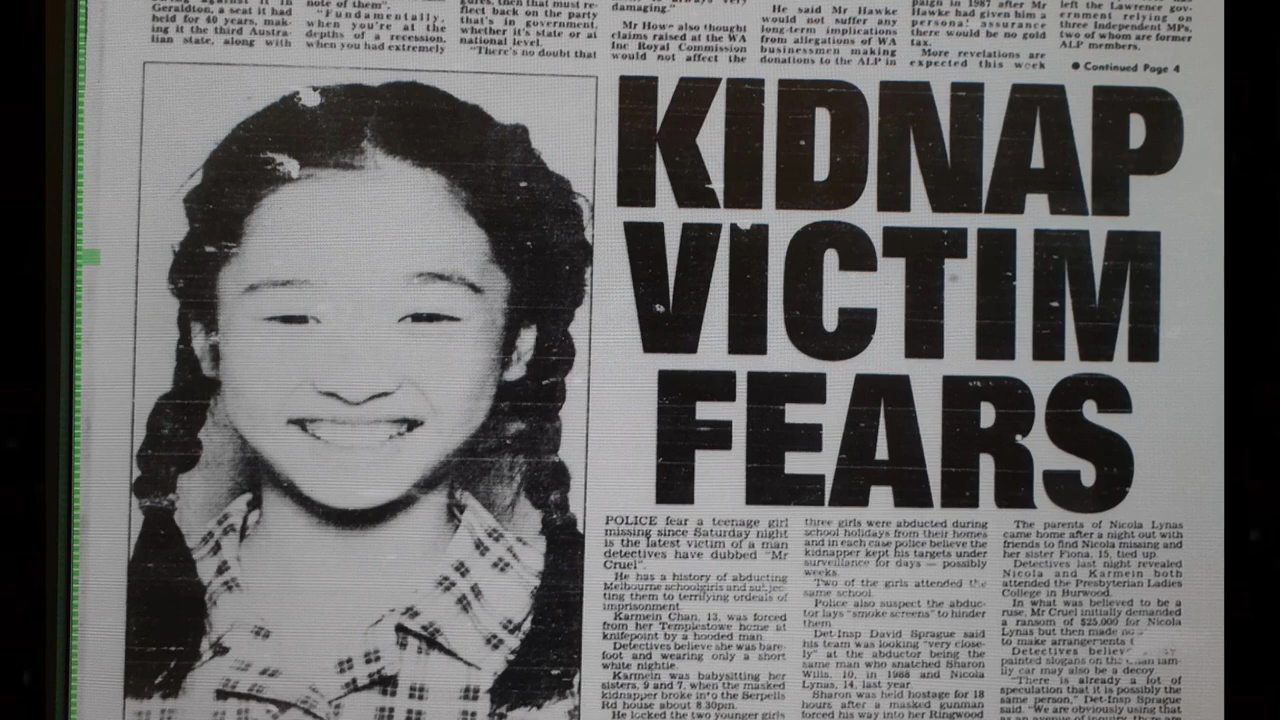 Geraldton, a seat it had
held for 40 years, mak-
ing it the third Austra-
lian state, along with
note of them".
"Fundamentally,
when you're at the
depths of a recession,
when you had extremely
gures, then that must re-
flect back on the party
that's in government,
whether it's state or at
national level.
"There's no doubt that
damaging.
Mr Howe also thought
claims raised at the WA
Inc Royal Commission
would not affect the
He said Mr Hawke
would not suffer any
long-term implications
from allegations of WA
businessmen making
donations to the ALP in
paign in 1987 after Mr
Hawke had given him a
personal assurance
there would be no gold
tax.
More revelations are
expected this week
left the Lawrence gov-
ernment relying on
three Independent MPs,
two of whom are former
ALP members.
● Continued Page 4
KIDNAP
VICTIM
FEARS
POLICE fear a teenage girl
missing since Saturday night
is the latest victim of a man
detectives have dubbed "Mr
Cruel".
He has a history of abducting
Melbourne schoolgirls and subjec-
ting them to terrifying ordeals of
imprisonment.
Karmein Chan, 13, was forced
from her Templestowe home at
knifepoint by a hooded man.
Detectives believe she was bare-
foot and wearing only a short
white nightie.
Karmein was babysitting her
sisters, 9 and 7, when the masked
kidnapper broke into the Serpells
Rd house about 8.30pm.
He locked the two younger girls
three girls were abducted during
school holidays from their homes
and in each case police believe the
kidnapper kept his targets under
surveillance for days — possibly
weeks.
Two of the girls attended the
same school.
Police also suspect the abduc-
tor lays "smoke screens" to hinder
them.
Det-Insp David Sprague said
his team was looking "very close-
ly" at the abductor being the
same man who snatched Sharon
Wills, 10, in 1988 and Nicola
Lynas, 14, last year.
Sharon was held hostage for 18
hours after a masked gunman
forced his way into her Ringwood
The parents of Nicola Lynas
came home after a night out with
friends to find Nicola missing and
her sister Fiona, 15, tied up.
Detectives last night revealed
Nicola and Karmein both
attended the Presbyterian Ladies
College in Burwood.
In what was believed to be a
ruse, Mr Cruel initially demanded
a ransom of $25,000 for Nicola
Lynas but then made no
to make arrangements
Detectives believ
painted slogans on the Chan fam-
ily car may also be a decoy.
"There is already a lot of
speculation that it is possibly the
same person," Det-Insp Sprague
said. "We are obviously using that